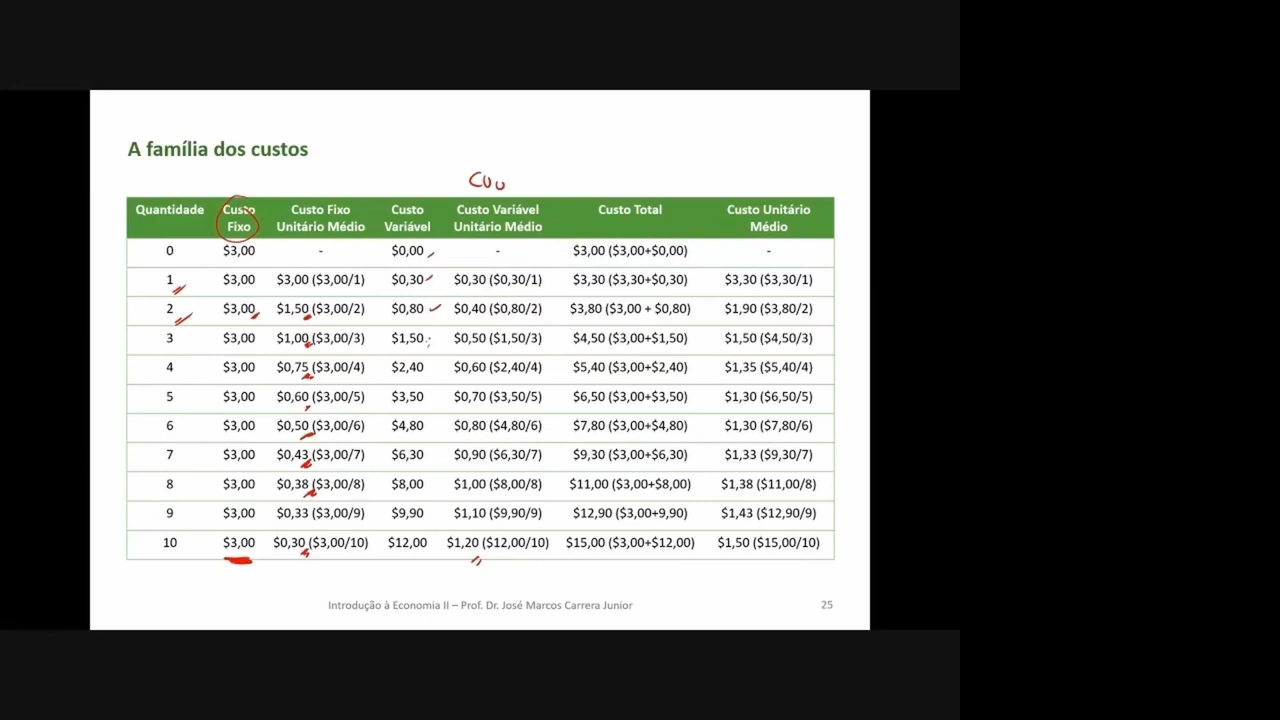 A família dos custos
Quantidade Custo Fixo Custo Fixo Unitário Médio Custo Variável Custo Variável Unitário Médio Custo Total Custo Unitário Médio
0 $3,00 - $0,00 - $3,00 ($3,00+$0,00) -
1 $3,00 $3,00 ($3,00/1) $0,30 $0,30 ($0,30/1) $3,30 ($3,30+$0,30) $3,30 ($3,30/1)
2 $3,00 $1,50 ($3,00/2) $0,80 $0,40 ($0,80/2) $3,80 ($3,00 + $0,80) $1,90 ($3,80/2)
3 $3,00 $1,00 ($3,00/3) $1,50 $0,50 ($1,50/3) $4,50 ($3,00+$1,50) $1,50 ($4,50/3)
4 $3,00 $0,75 ($3,00/4) $2,40 $0,60 ($2,40/4) $5,40 ($3,00+$2,40) $1,35 ($5,40/4)
5 $3,00 $0,60 ($3,00/5) $3,50 $0,70 ($3,50/5) $6,50 ($3,00+$3,50) $1,30 ($6,50/5)
6 $3,00 $0,50 ($3,00/6) $4,80 $0,80 ($4,80/6) $7,80 ($3,00+$4,80) $1,30 ($7,80/6)
7 $3,00 $0,43 ($3,00/7) $6,30 $0,90 ($6,30/7) $9,30 ($3,00+$6,30) $1,33 ($9,30/7)
8 $3,00 $0,38 ($3,00/8) $8,00 $1,00 ($8,00/8) $11,00 ($3,00+$8,00) $1,38 ($11,00/8)
9 $3,00 $0,33 ($3,00/9) $9,90 $1,10 ($9,90/9) $12,90 ($3,00+9,90) $1,43 ($12,90/9)
10 $3,00 $0,30 ($3,00/10) $12,00 $1,20 ($12,00/10) $15,00 ($3,00+$12,00) $1,50 ($15,00/10)
Introdução à Economia II – Prof. Dr. José Marcos Carrera Junior 25